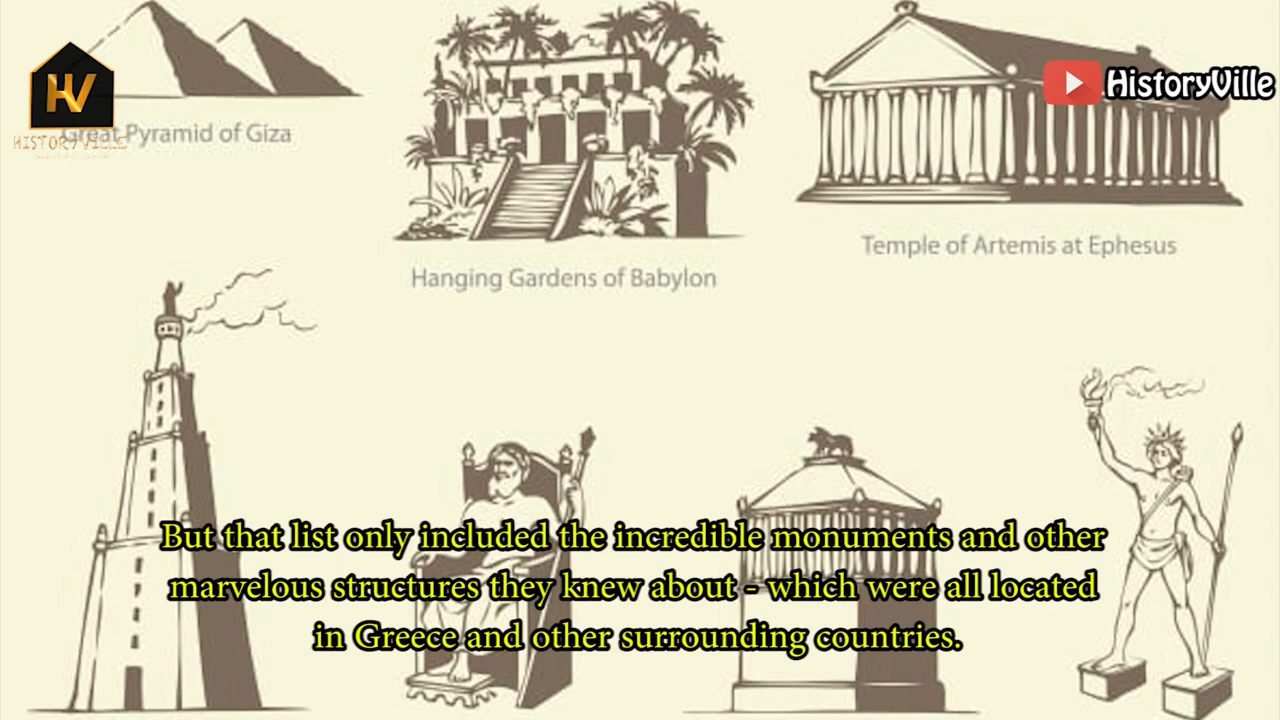 HV
HISTORYVILLE
HistoryVille
Great Pyramid of Giza
Hanging Gardens of Babylon
Temple of Artemis at Ephesus
But that list only included the incredible monuments and other
marvelous structures they knew about - which were all located
in Greece and other surrounding countries.